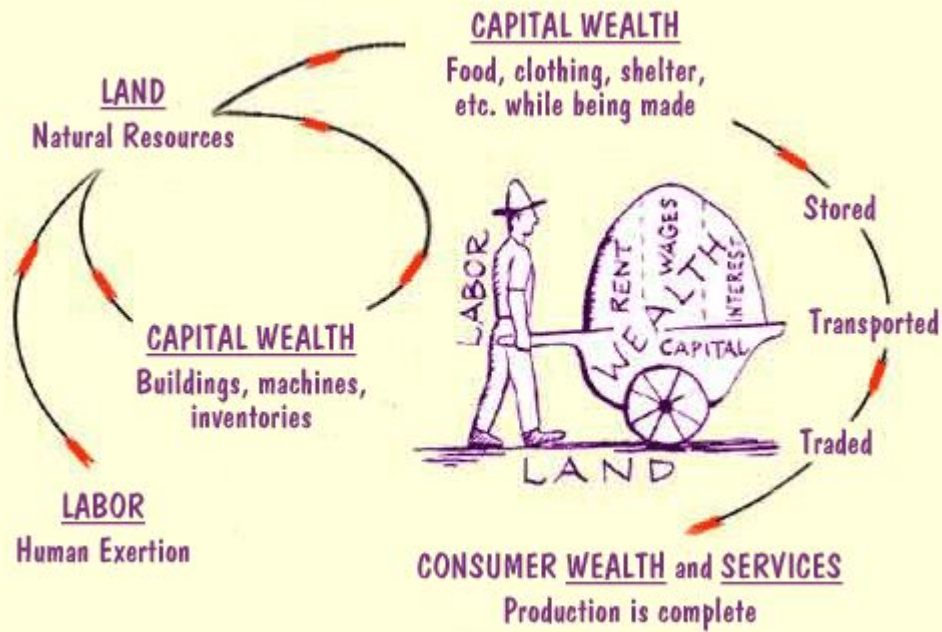 CAPITAL WEALTH
Food, clothing, shelter,
etc. while being made
LAND
Natural Resources
Stored
Transported
Traded
LABOR
RENT
WAGES
INTEREST
WEALTH
CAPITAL
LAND
CAPITAL WEALTH
Buildings, machines,
inventories
LABOR
Human Exertion
CONSUMER WEALTH and SERVICES
Production is complete